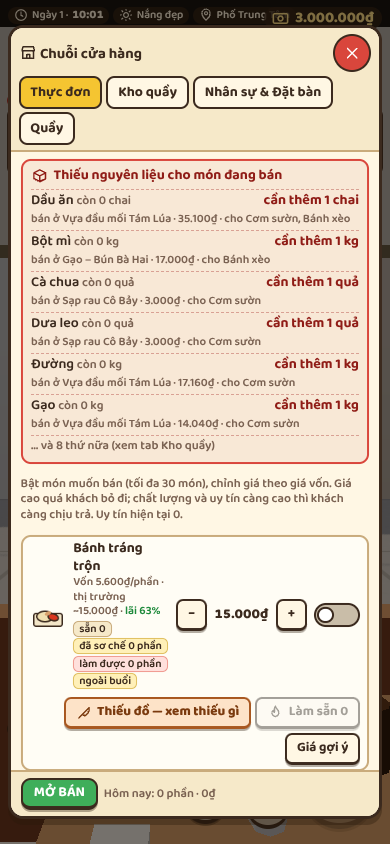 Ngày 1 · 10:01
Nắng đẹp
Phố Trung
3.000.000₫
Chuỗi cửa hàng
Thực đơn
Kho quầy
Nhân sự & Đặt bàn
Quầy
Thiếu nguyên liệu cho món đang bán
Dầu ăn còn 0 chai cần thêm 1 chai
bán ở Vựa đầu mối Tám Lúa · 35.100₫ · cho Cơm sườn, Bánh xèo
Bột mì còn 0 kg cần thêm 1 kg
bán ở Gạo – Bún Bà Hai · 17.000₫ · cho Bánh xèo
Cà chua còn 0 quả cần thêm 1 quả
bán ở Sạp rau Cô Bảy · 3.000₫ · cho Cơm sườn
Dưa leo còn 0 quả cần thêm 1 quả
bán ở Sạp rau Cô Bảy · 3.000₫ · cho Cơm sườn
Đường còn 0 kg cần thêm 1 kg
bán ở Vựa đầu mối Tám Lúa · 17.160₫ · cho Cơm sườn
Gạo còn 0 kg cần thêm 1 kg
bán ở Vựa đầu mối Tám Lúa · 14.040₫ · cho Cơm sườn
... và 8 thứ nữa (xem tab Kho quầy)
Bật món muốn bán (tối đa 30 món), chỉnh giá theo giá vốn. Giá
cao quá khách bỏ đi; chất lượng và uy tín càng cao thì khách
càng chịu trả. Uy tín hiện tại 0.
Bánh tráng
trộn
Vốn 5.600₫/phần ·
thị trường
~15.000₫ · lãi 63%
sẵn 0
đã sơ chế 0 phần
làm được 0 phần
ngoài buổi
− 15.000₫ +
Thiếu đồ — xem thiếu gì
Làm sẵn 0
Giá gợi ý
MỞ BÁN
Hôm nay: 0 phần · 0₫